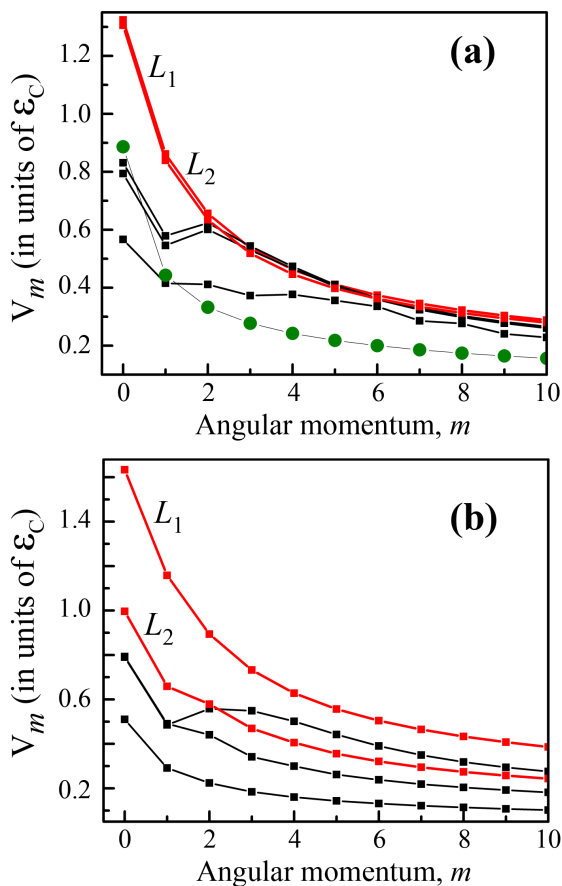 (a)
V_m (in units of ε_C)
1.2
1.0
0.8
0.6
0.4
0.2
L_1
L_2
0 2 4 6 8 10
Angular momentum, m
(b)
V_m (in units of ε_C)
1.4
1.0
0.6
0.2
L_1
L_2
0 2 4 6 8 10
Angular momentum, m